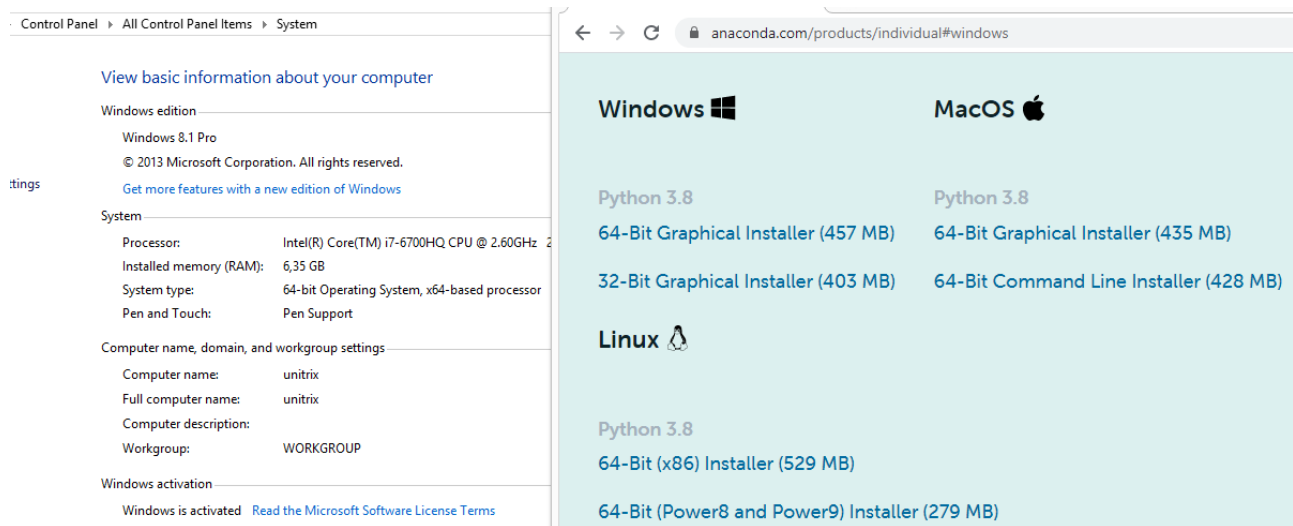 Control Panel ▸ All Control Panel Items ▸ System
View basic information about your computer
Windows edition
Windows 8.1 Pro
© 2013 Microsoft Corporation. All rights reserved.
ttings
Get more features with a new edition of Windows
System
Processor: Intel(R) Core(TM) i7-6700HQ CPU @ 2.60GHz 2
Installed memory (RAM): 6,35 GB
System type: 64-bit Operating System, x64-based processor
Pen and Touch: Pen Support
Computer name, domain, and workgroup settings
Computer name: unitrix
Full computer name: unitrix
Computer description:
Workgroup: WORKGROUP
Windows activation
Windows is activated Read the Microsoft Software License Terms
anaconda.com/products/individual#windows
Windows
Python 3.8
64-Bit Graphical Installer (457 MB)
32-Bit Graphical Installer (403 MB)
MacOS
Python 3.8
64-Bit Graphical Installer (435 MB)
64-Bit Command Line Installer (428 MB)
Linux
Python 3.8
64-Bit (x86) Installer (529 MB)
64-Bit (Power8 and Power9) Installer (279 MB)